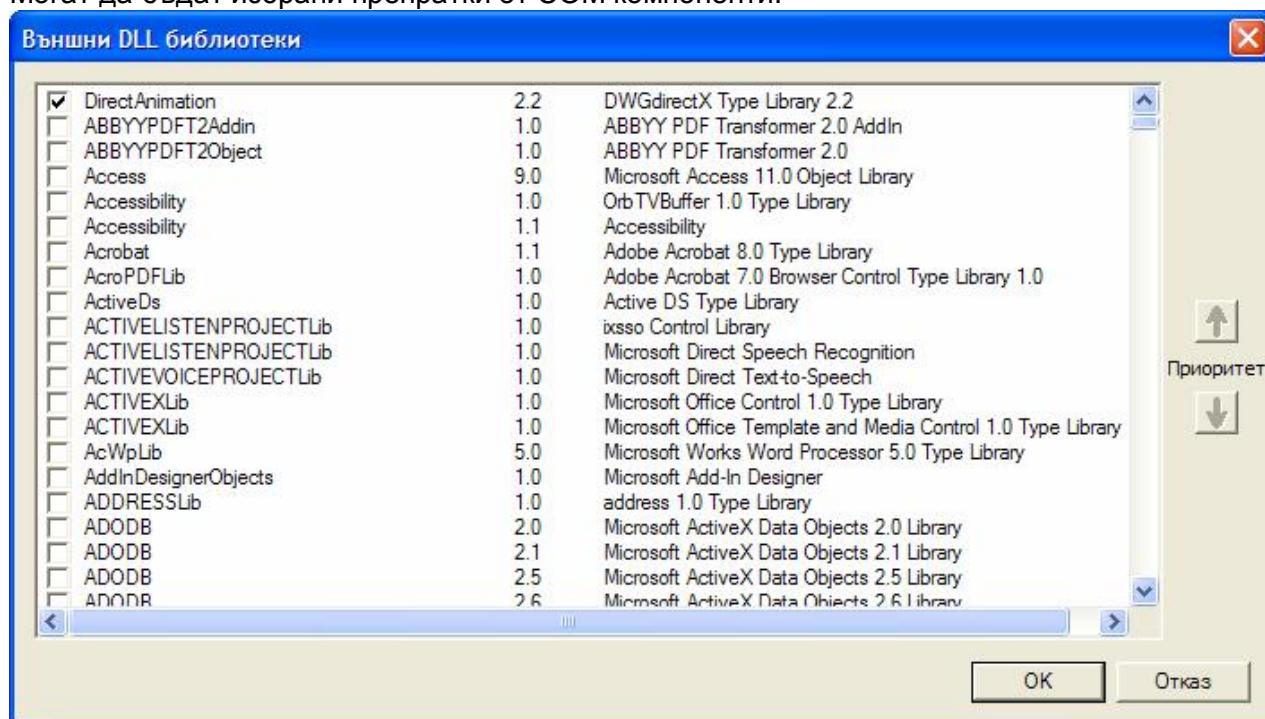 Могат да бъдат избрани препратки от COM компоненти:
Външни DLL библиотеки
DirectAnimation 2.2 DWGdirectX Type Library 2.2
ABBYYPDFT2Addin 1.0 ABBYY PDF Transformer 2.0 AddIn
ABBYYPDFT2Object 1.0 ABBYY PDF Transformer 2.0
Access 9.0 Microsoft Access 11.0 Object Library
Accessibility 1.0 OrbTVBuffer 1.0 Type Library
Accessibility 1.1 Accessibility
Acrobat 1.1 Adobe Acrobat 8.0 Type Library
AcroPDFLib 1.0 Adobe Acrobat 7.0 Browser Control Type Library 1.0
ActiveDs 1.0 Active DS Type Library
ACTIVELISTENPROJECTLib 1.0 ixsso Control Library
ACTIVELISTENPROJECTLib 1.0 Microsoft Direct Speech Recognition
ACTIVEVOICEPROJECTLib 1.0 Microsoft Direct Text-to-Speech
ACTIVEXLib 1.0 Microsoft Office Control 1.0 Type Library
ACTIVEXLib 1.0 Microsoft Office Template and Media Control 1.0 Type Library
AcWpLib 5.0 Microsoft Works Word Processor 5.0 Type Library
AddInDesignerObjects 1.0 Microsoft Add-In Designer
ADDRESSLib 1.0 address 1.0 Type Library
ADODB 2.0 Microsoft ActiveX Data Objects 2.0 Library
ADODB 2.1 Microsoft ActiveX Data Objects 2.1 Library
ADODB 2.5 Microsoft ActiveX Data Objects 2.5 Library
ADODB 2.6 Microsoft ActiveX Data Objects 2.6 Library
Приоритет
OK Отказ